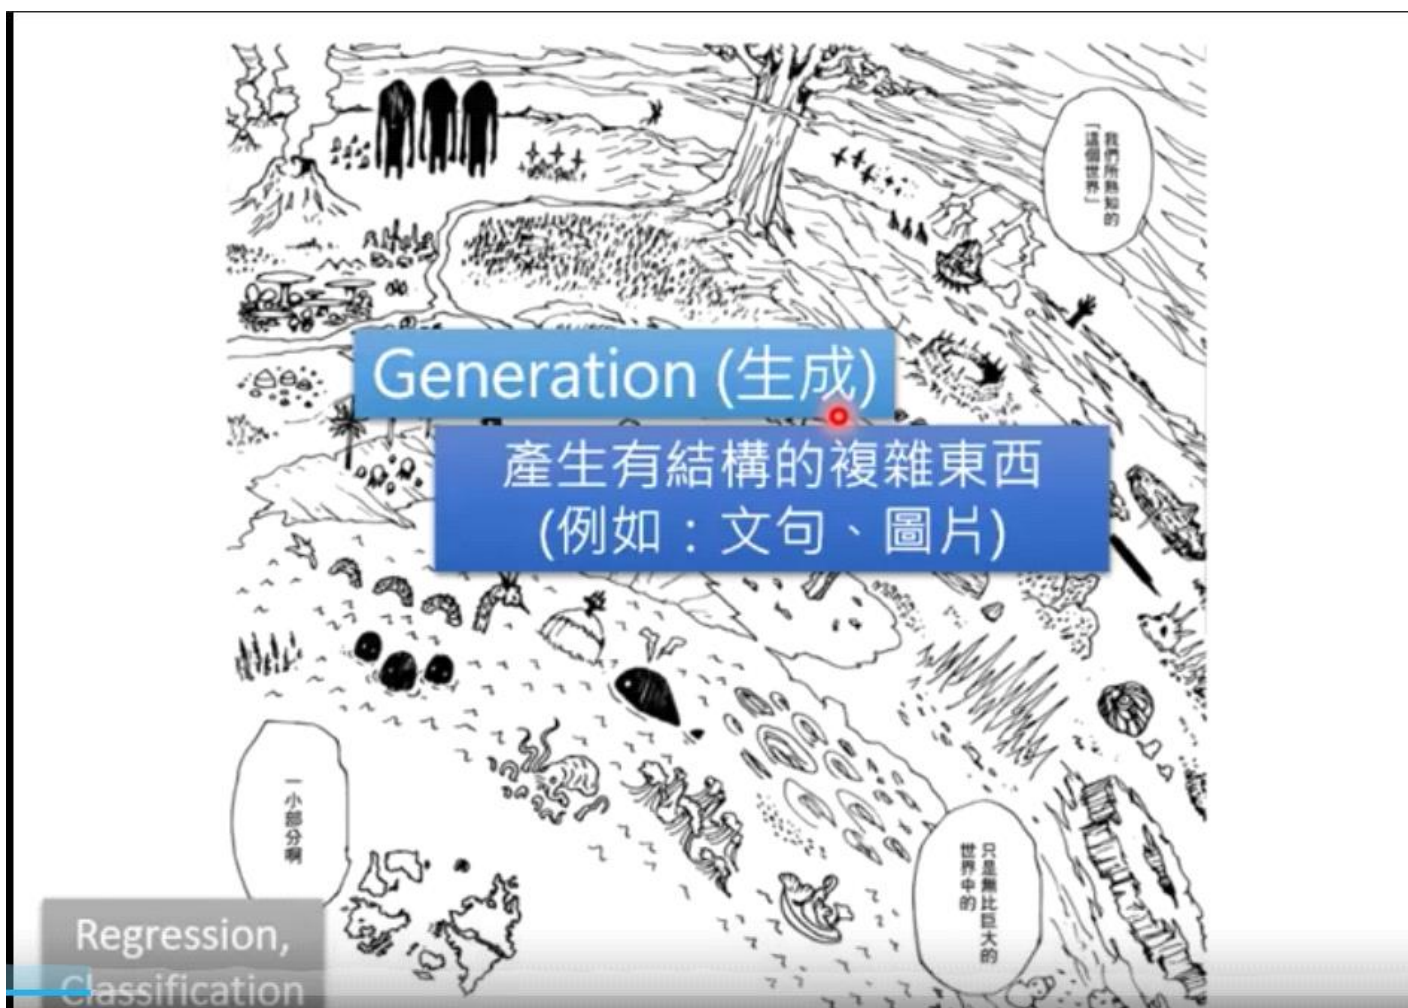 我們所熟知的
「這個世界」
Generation (生成)
產生有結構的複雜東西
(例如：文句、圖片)
只是無比巨大的
世界中的
一小部分啊
Regression,
Classification